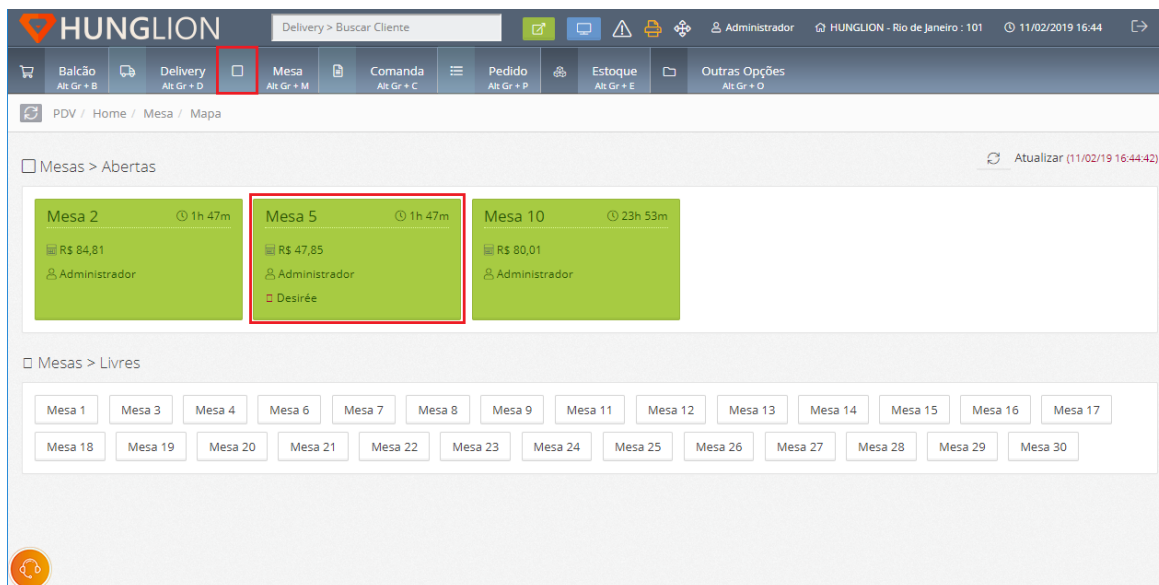 HUNGLION
Delivery > Buscar Cliente
Administrador
HUNGLION - Rio de Janeiro : 101
11/02/2019 16:44
Balcão Delivery Mesa Comanda Pedido Estoque Outras Opções
Alt Gr + B Alt Gr + D Alt Gr + M Alt Gr + C Alt Gr + P Alt Gr + E Alt Gr + O
PDV / Home / Mesa / Mapa
Mesas > Abertas
Atualizar (11/02/19 16:44:42)
Mesa 2 1h 47m
R$ 84,81
Administrador
Mesa 5 1h 47m
R$ 47,85
Administrador
Desirée
Mesa 10 23h 53m
R$ 80,01
Administrador
Mesas > Livres
Mesa 1 Mesa 3 Mesa 4 Mesa 6 Mesa 7 Mesa 8 Mesa 9 Mesa 11 Mesa 12 Mesa 13 Mesa 14 Mesa 15 Mesa 16 Mesa 17
Mesa 18 Mesa 19 Mesa 20 Mesa 21 Mesa 22 Mesa 23 Mesa 24 Mesa 25 Mesa 26 Mesa 27 Mesa 28 Mesa 29 Mesa 30